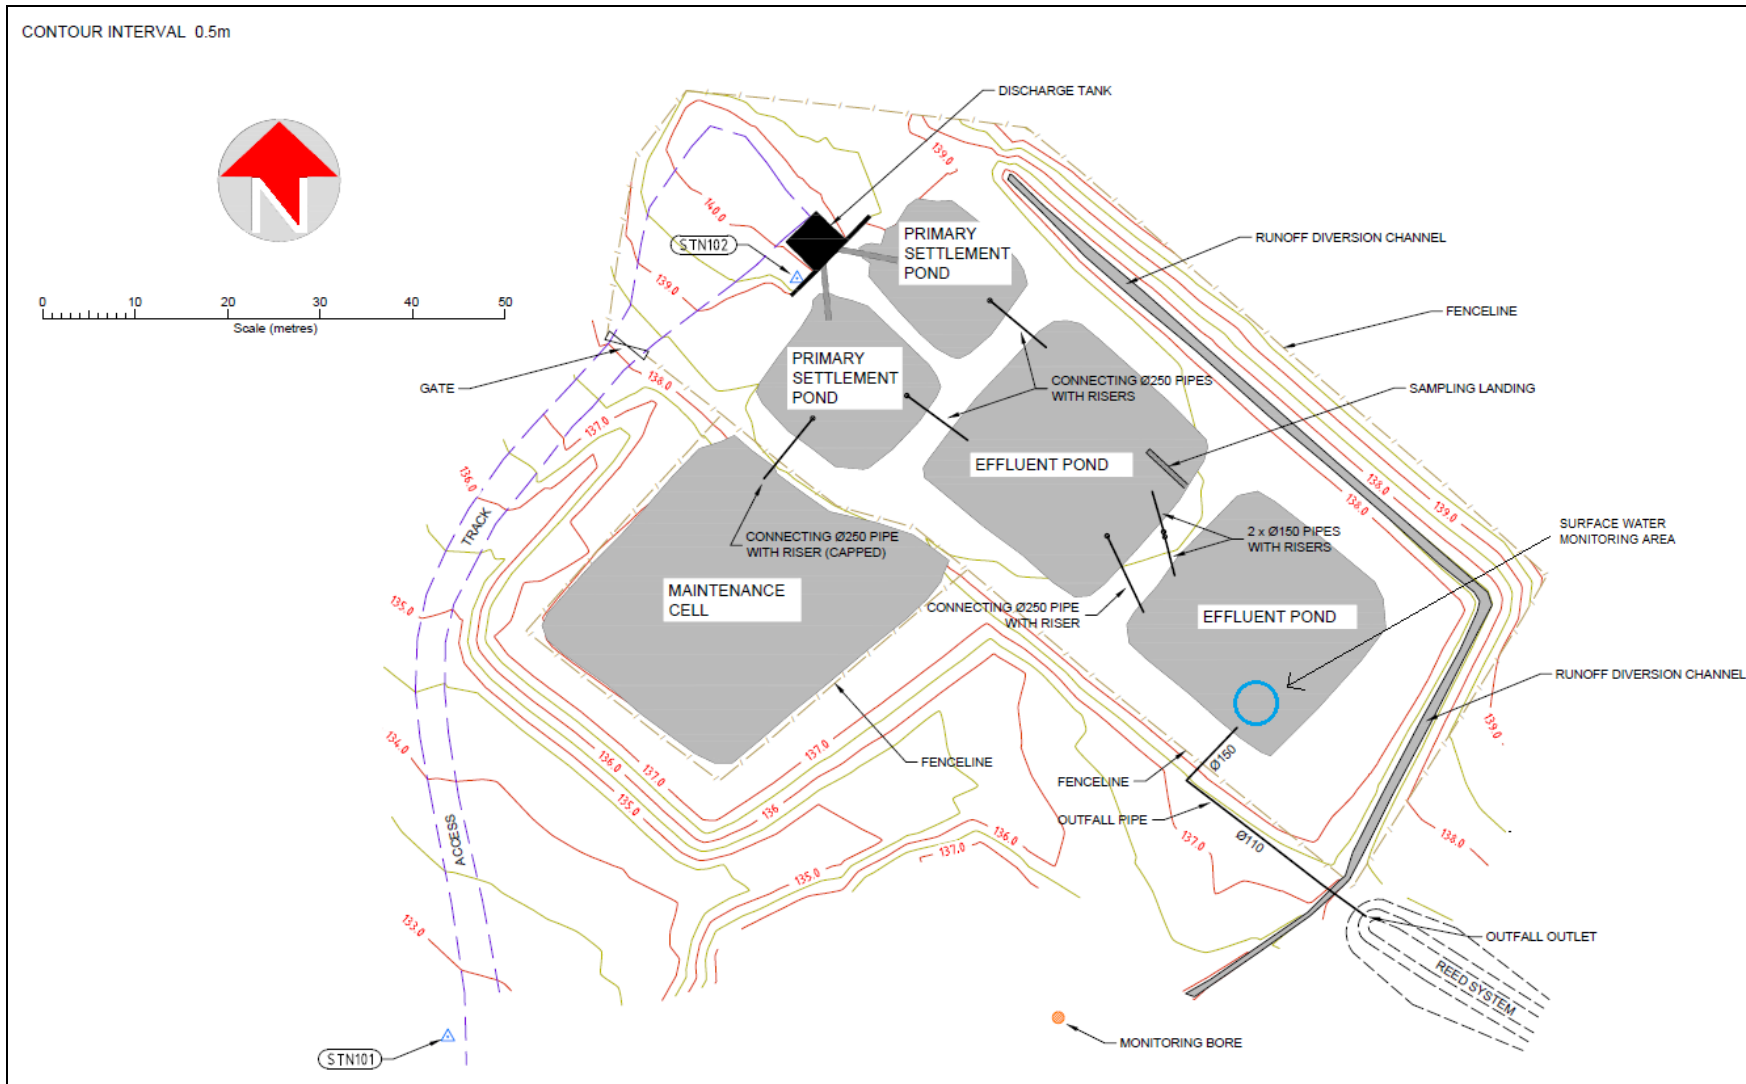 CONTOUR INTERVAL 0.5m
DISCHARGE TANK
139.0
N
140.0
STN102
PRIMARY
SETTLEMENT
POND
RUNOFF DIVERSION CHANNEL
139.0
0 10 20 30 40 50
Scale (metres)
FENCELINE
GATE
138.0
PRIMARY
SETTLEMENT
POND
CONNECTING Ø250 PIPES
WITH RISERS
SAMPLING LANDING
137.0
136.0
EFFLUENT POND
138.0
138.0
139.0
TRACK
CONNECTING Ø250 PIPE
WITH RISER (CAPPED)
2 x Ø150 PIPES
WITH RISERS
SURFACE WATER
MONITORING AREA
MAINTENANCE
CELL
135.0
CONNECTING Ø250 PIPE
WITH RISER
EFFLUENT POND
RUNOFF DIVERSION CHANNEL
139.0
134.0
137.0
136.0
137.0
135.0
136
FENCELINE
FENCELINE
Ø150
OUTFALL PIPE
Ø110
137.0
138.0
ACCESS
136.0
137.0
135.0
133.0
OUTFALL OUTLET
REED SYSTEM
MONITORING BORE
STN101